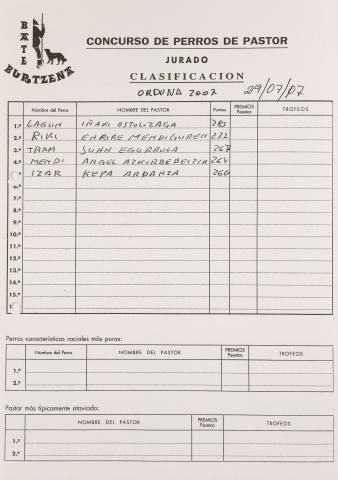 BATE
BURTZENA
CONCURSO DE PERROS DE PASTOR
JURADO
CLASIFICACION
ORDUÑA 2007 29/07/07
Nombre del Perro NOMBRE DEL PASTOR Puntos PREMIOS Pesetas TROFEOS
1.º LAGUN IÑAKI OSTOLOZAGA 285
2.º RIKI ENRIKE MENDIGUREN 272
3.º TRAM JUAN EGURROLA 267
4.º MENDI ANGEL AZKORBEBEITIA 264
IZAR KEPA ARDANZA 260
6.º
7.º
8.º
9.º
10.º
11.º
12.º
13.º
14.º
15.º
Perros características raciales más puras:
Nombre del Perro NOMBRE DEL PASTOR PREMIOS Pesetas TROFEOS
1.º
2.º
Pastor más típicamente ataviado:
NOMBRE DEL PASTOR PREMIOS Pesetas TROFEOS
1.º
2.º